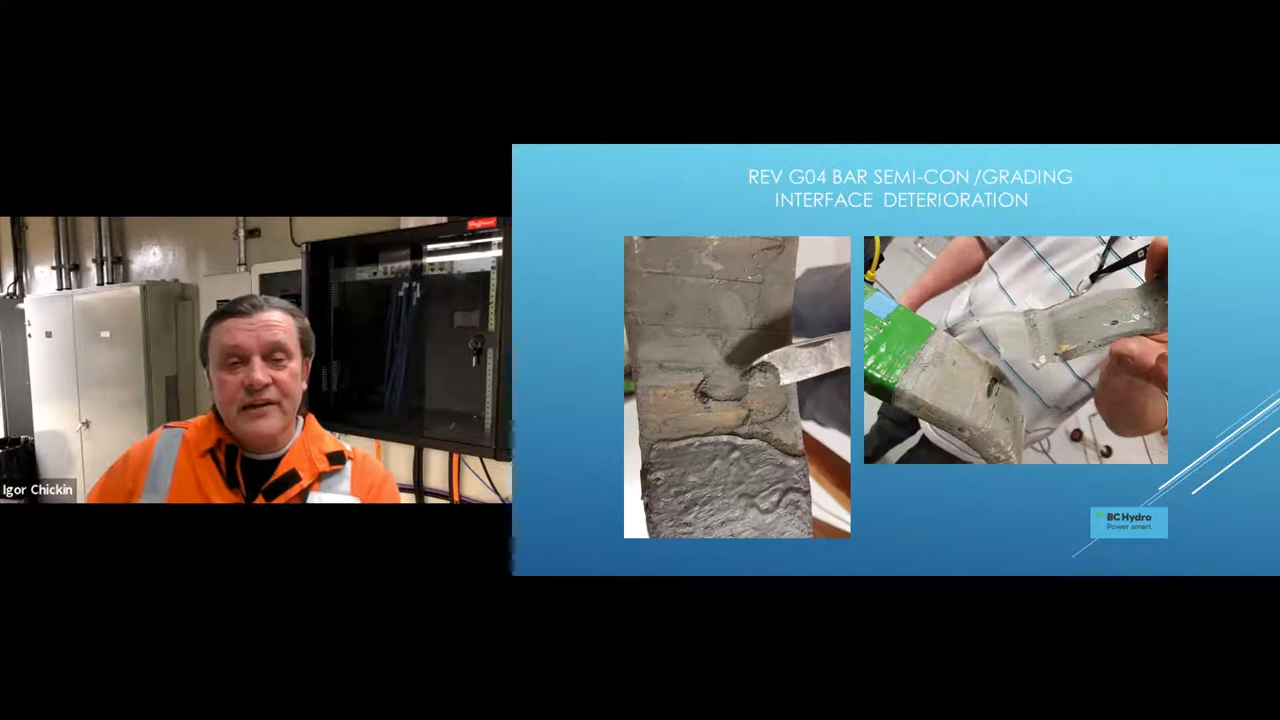 REV G04 BAR SEMI-CON /GRADING
INTERFACE DETERIORATION
Igor Chickin
BC Hydro
Power smart